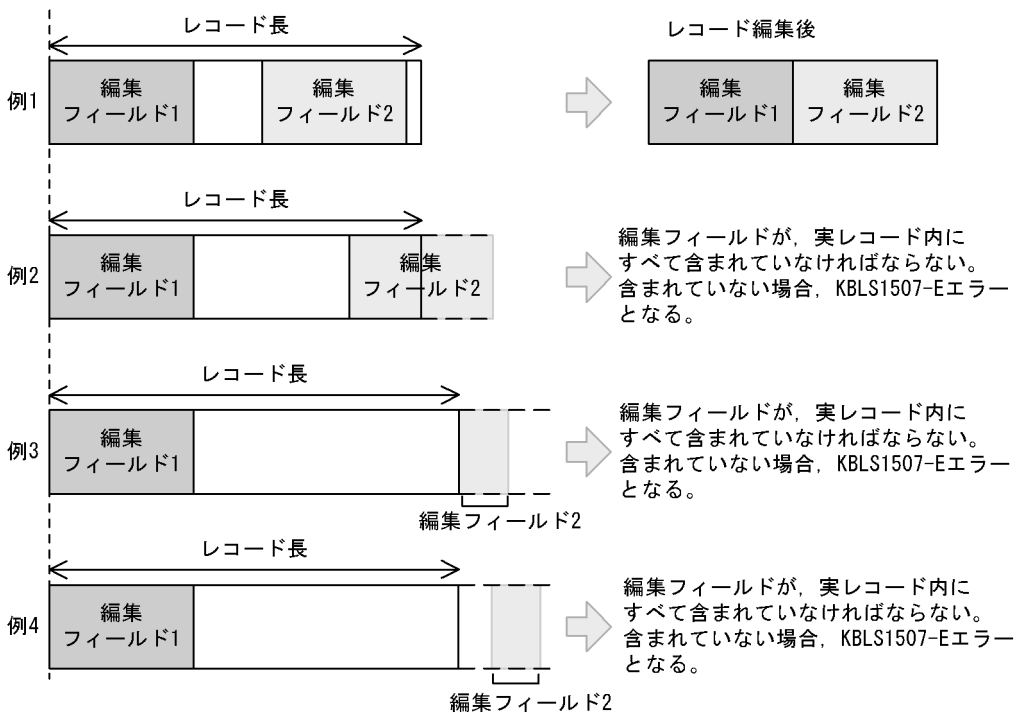 レコード長
レコード編集後
例1
編集
フィールド1
編集
フィールド2
編集
フィールド1
編集
フィールド2
レコード長
例2
編集
フィールド1
編集
フィールド2
編集フィールドが，実レコード内に
すべて含まれていなければならない。
含まれていない場合，KBLS1507-Eエラー
となる。
レコード長
例3
編集
フィールド1
編集フィールド2
編集フィールドが，実レコード内に
すべて含まれていなければならない。
含まれていない場合，KBLS1507-Eエラー
となる。
レコード長
例4
編集
フィールド1
編集フィールド2
編集フィールドが，実レコード内に
すべて含まれていなければならない。
含まれていない場合，KBLS1507-Eエラー
となる。